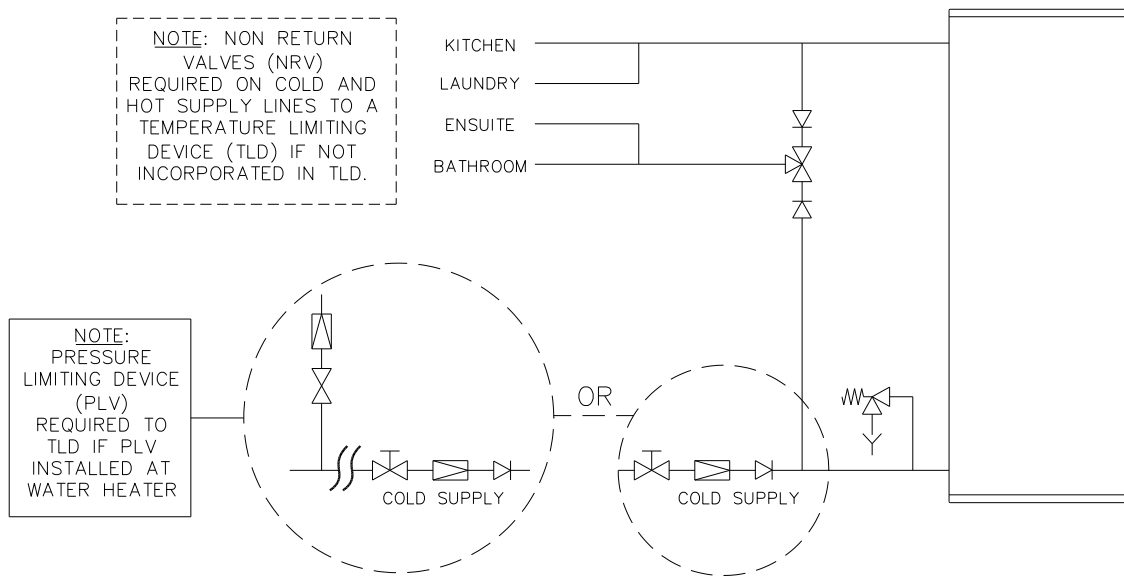 NOTE: NON RETURN
VALVES (NRV)
REQUIRED ON COLD AND
HOT SUPPLY LINES TO A
TEMPERATURE LIMITING
DEVICE (TLD) IF NOT
INCORPORATED IN TLD.
KITCHEN
LAUNDRY
ENSUITE
BATHROOM
NOTE:
PRESSURE
LIMITING DEVICE
(PLV)
REQUIRED TO
TLD IF PLV
INSTALLED AT
WATER HEATER
COLD SUPPLY
OR
COLD SUPPLY